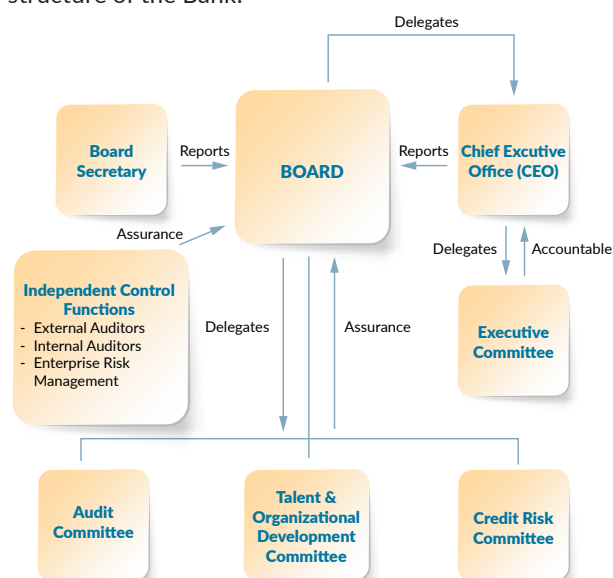 structure of the Bank.
Delegates
Board
Secretary
Reports
BOARD
Reports
Chief Excutive
Office (CEO)
Assurance
Delegates
Accountable
Independent Control
Functions
- External Auditors
- Internal Auditors
- Enterprise Risk
Management
Delegates
Assurance
Executive
Committee
Audit
Committee
Talent &
Organizational
Development
Committee
Credit Risk
Committee